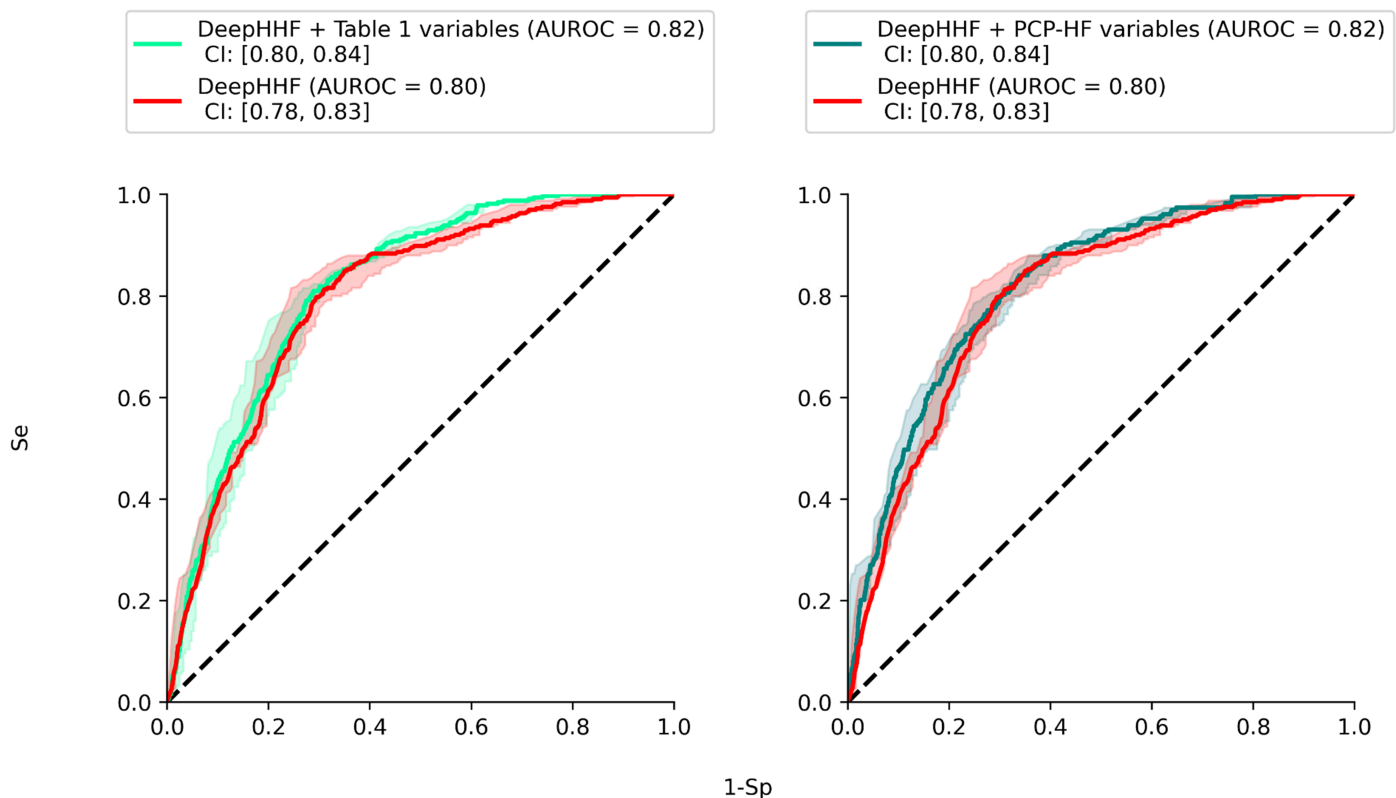 DeepHHF + Table 1 variables (AUROC = 0.82)
CI: [0.80, 0.84]
DeepHHF (AUROC = 0.80)
CI: [0.78, 0.83]
DeepHHF + PCP-HF variables (AUROC = 0.82)
CI: [0.80, 0.84]
DeepHHF (AUROC = 0.80)
CI: [0.78, 0.83]
Se
1.0
0.8
0.6
0.4
0.2
0.0
0.0 0.2 0.4 0.6 0.8 1.0
1.0
0.8
0.6
0.4
0.2
0.0
0.0 0.2 0.4 0.6 0.8 1.0
1-Sp